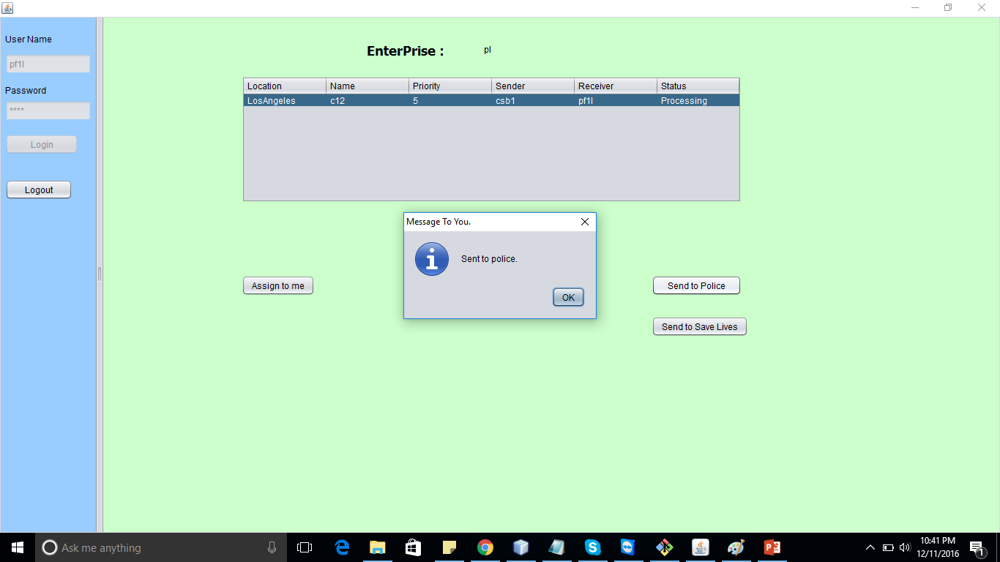 User Name
pf1l
Password
****
Login
Logout
EnterPrise : pl
Location Name Priority Sender Receiver Status
LosAngeles c12 5 csb1 pf1l Processing
Message To You.
Sent to police.
OK
Assign to me
Send to Police
Send to Save Lives
Ask me anything
10:41 PM
12/11/2016
1